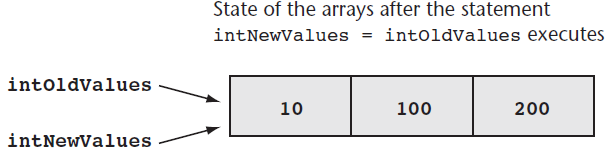 State of the arrays after the statement
intNewValues = intOldValues executes
intOldValues
10 100 200
intNewValues